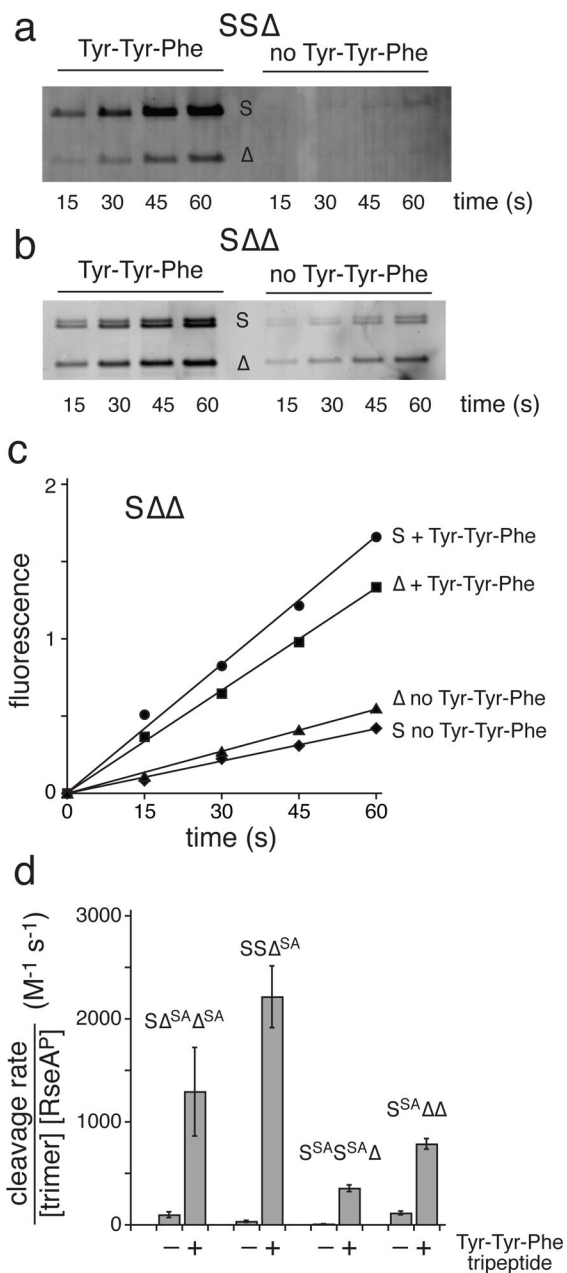 a
SSΔ
Tyr-Tyr-Phe no Tyr-Tyr-Phe
S
Δ
15 30 45 60 15 30 45 60 time (s)
b
SΔΔ
Tyr-Tyr-Phe no Tyr-Tyr-Phe
S
Δ
15 30 45 60 15 30 45 60 time (s)
c
2
SΔΔ
S + Tyr-Tyr-Phe
Δ + Tyr-Tyr-Phe
fluorescence
1
Δ no Tyr-Tyr-Phe
S no Tyr-Tyr-Phe
0
0 15 30 45 60
time (s)
d
3000
SSΔ^SA
2000
SΔ^SAΔ^SA
cleavage rate
[trimer] [RseA^P]
(M^-1 s^-1)
1000
S^SAΔΔ
S^SAS^SAΔ
0
– + – + – + – +
Tyr-Tyr-Phe
tripeptide